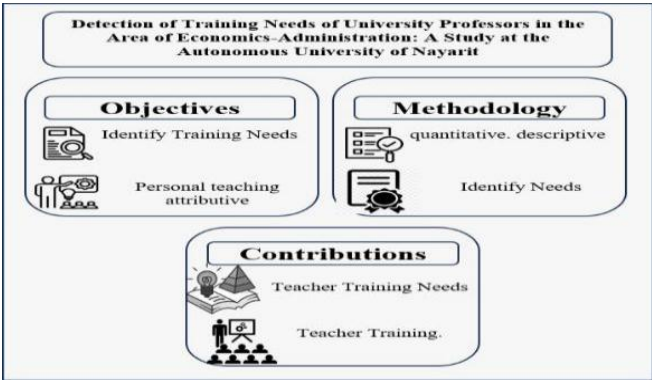 Detection of Training Needs of University Professors in the
Area of Economics-Administration: A Study at the
Autonomous University of Nayarit
Objectives
Identify Training Needs
Personal teaching
attributive
Methodology
quantitative. descriptive
Identify Needs
Contributions
Teacher Training Needs
Teacher Training.